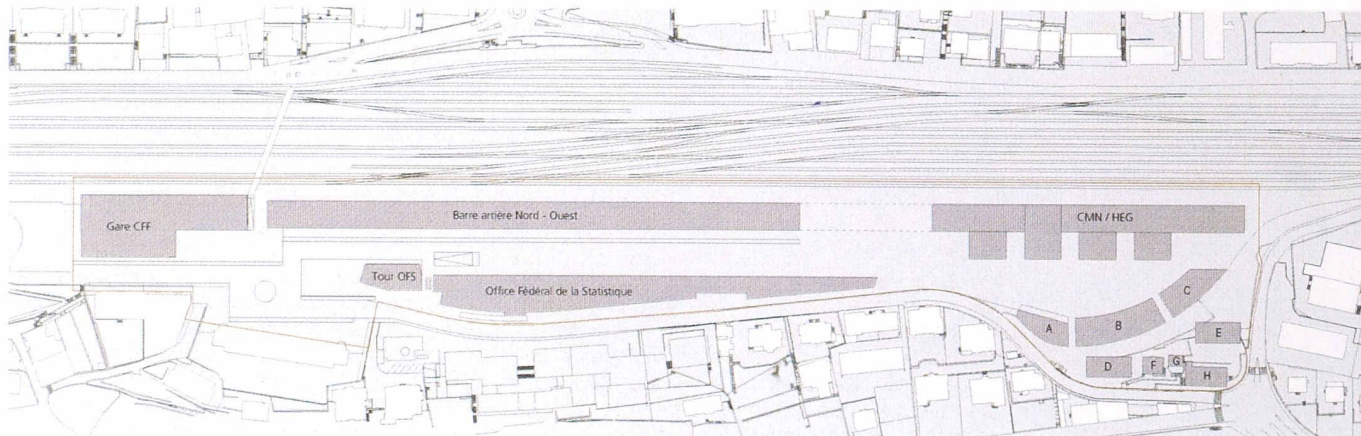 Gare CFF
Barre arrière Nord - Ouest
CMN / HEG
Tour OFS
Office Fédéral de la Statistique
A
B
C
D
E
F
G
H